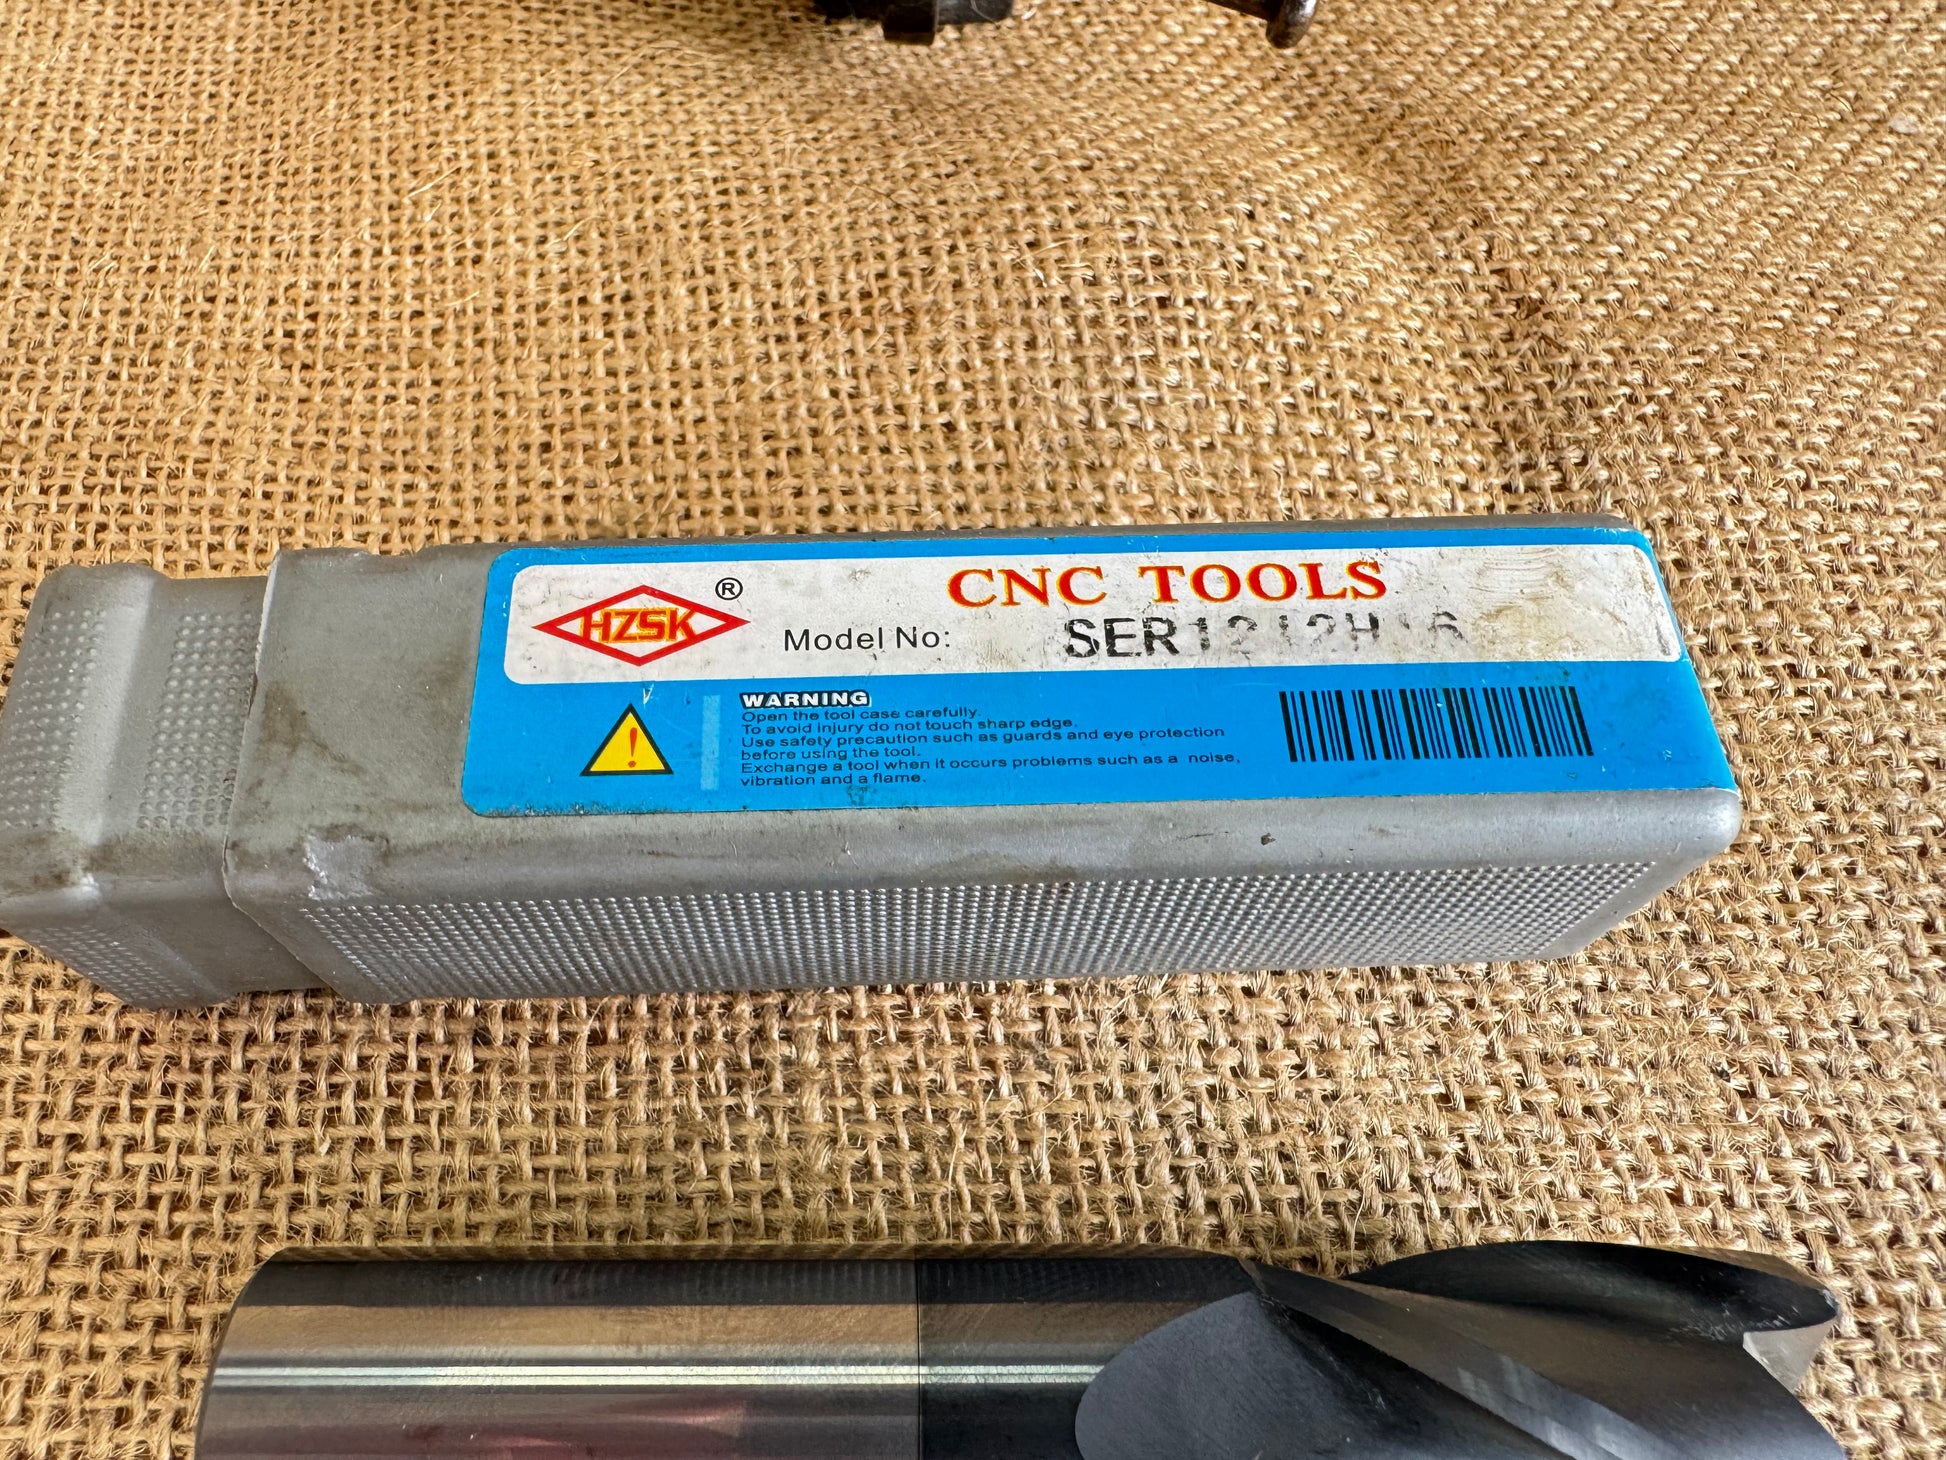 HZSK ®
CNC TOOLS
Model No: SER1212H16
WARNING
Open the tool case carefully.
To avoid injury do not touch sharp edge.
Use safety precaution such as guards and eye protection
before using the tool.
Exchange a tool when it occurs problems such as a noise,
vibration and a flame.